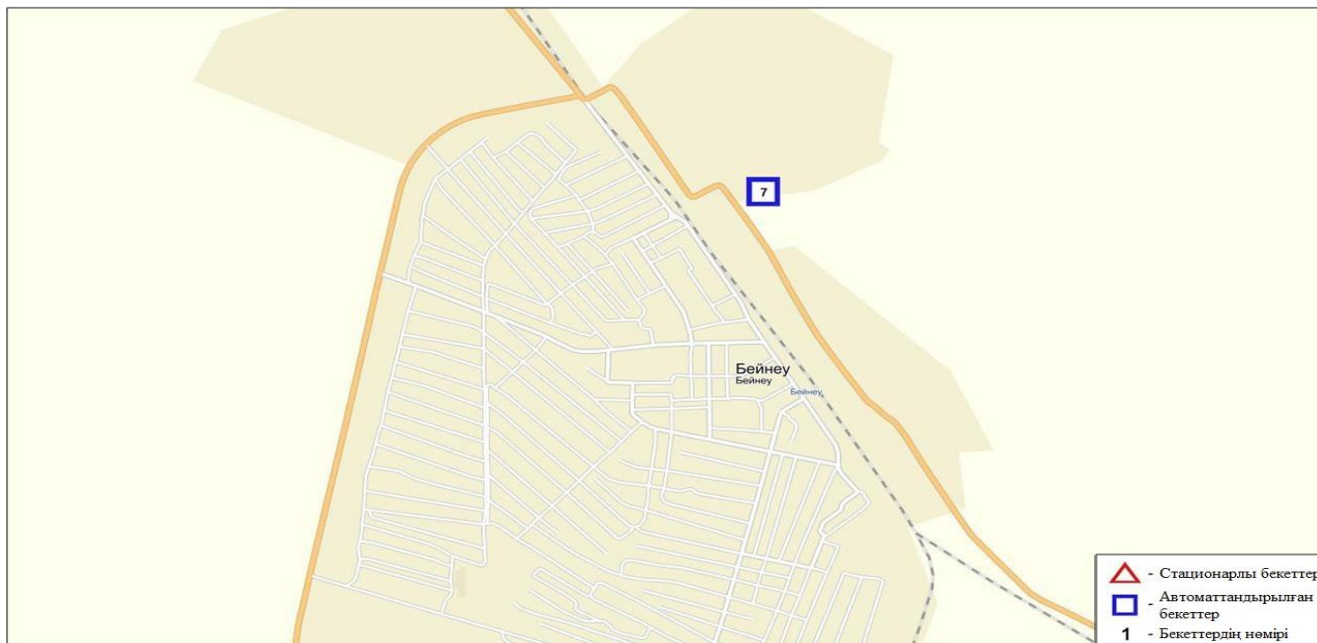 7
Бейнеу
Бейнеу
Бейнеу
- Стационарлы бекеттер
- Автоматтандырылған
бекеттер
1 - Бекеттердің нөмірі